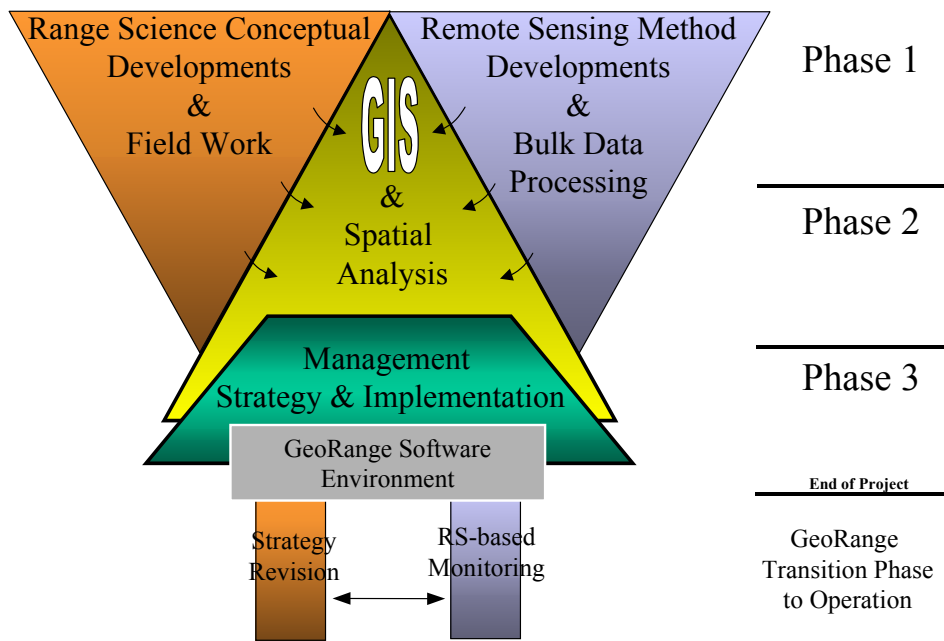 Range Science Conceptual
Developments
&
Field Work
Remote Sensing Method
Developments
&
Bulk Data
Processing
GIS
&
Spatial
Analysis
Management
Strategy & Implementation
GeoRange Software
Environment
Strategy
Revision
RS-based
Monitoring
Phase 1
Phase 2
Phase 3
End of Project
GeoRange
Transition Phase
to Operation